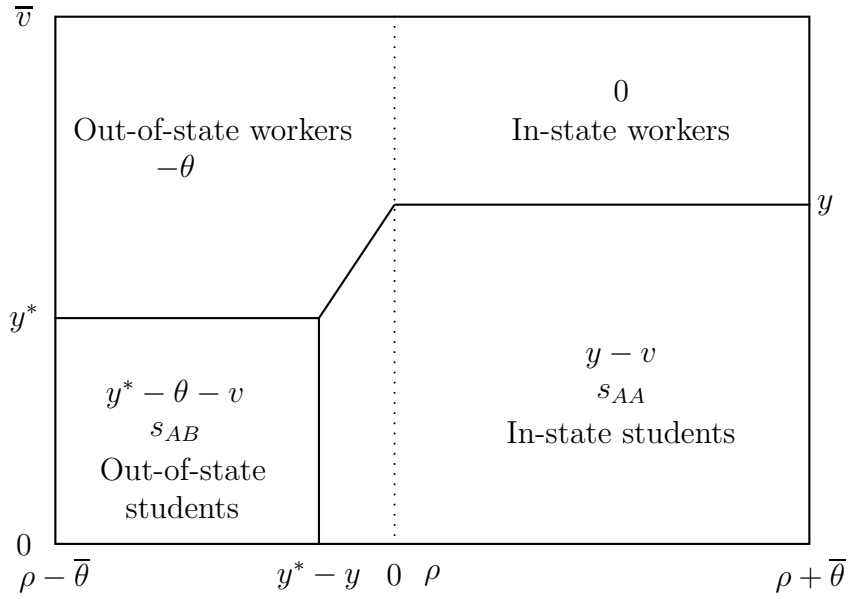 v̅
0
Out-of-state workers
In-state workers
−θ
y
y*
y − v
y* − θ − v
s_AA
s_AB
In-state students
Out-of-state
students
0
ρ − θ̅
y* − y
0
ρ
ρ + θ̅